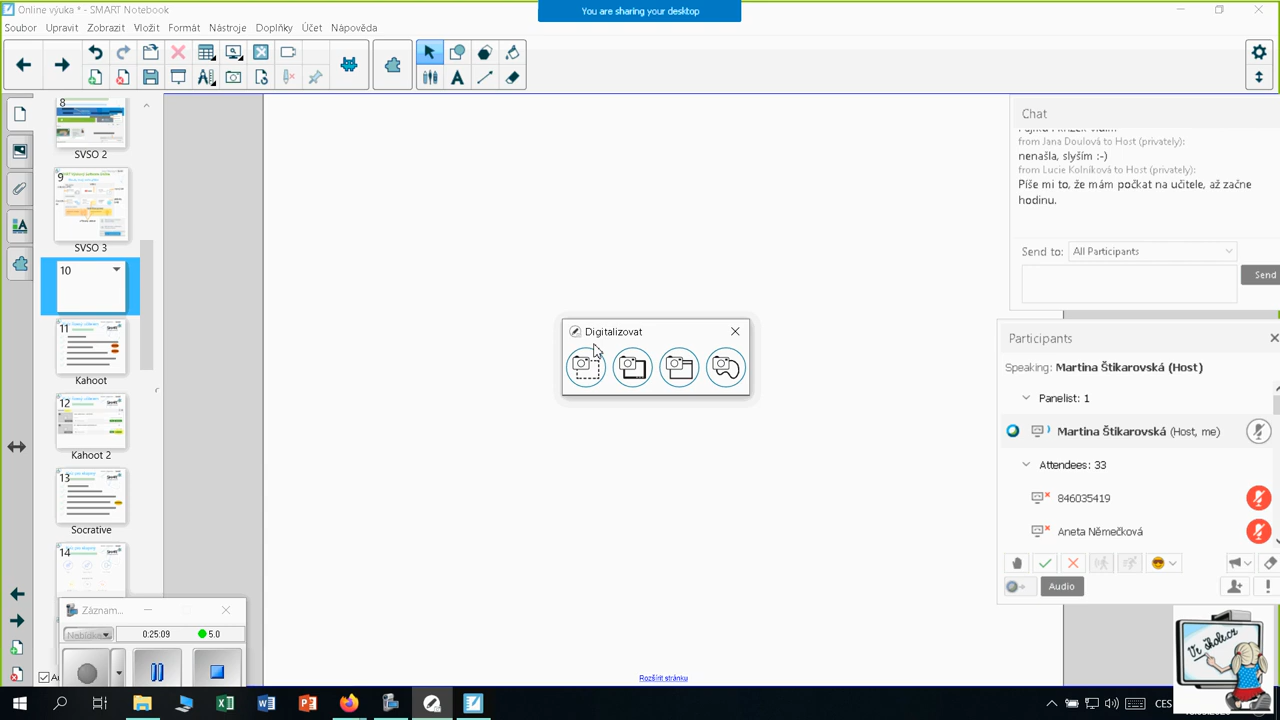 Online výuka * - SMART Notebook
You are sharing your desktop
Soubor Upravit Zobrazit Vložit Formát Nástroje Doplňky Účet Nápověda
8
SVSO 2
9
SVSO 3
10
11
Kahoot
12
Kahoot 2
13
Socrative
14
Digitalizovat
Rozšířit stránku
Chat
from Jana Doulová to Host (privately):
nenašla, slyším :-)
from Lucie Kolníková to Host (privately):
Píše mi to, že mám počkat na učitele, až začne
hodinu.
Send to: All Participants
Send
Participants
Speaking: Martina Štikarovská (Host)
Panelist: 1
Martina Štikarovská (Host, me)
Attendees: 33
846035419
Aneta Němečková
Audio
Záznam...
Nabídka
0:25:09
5.0
CES
Ve škole.cz